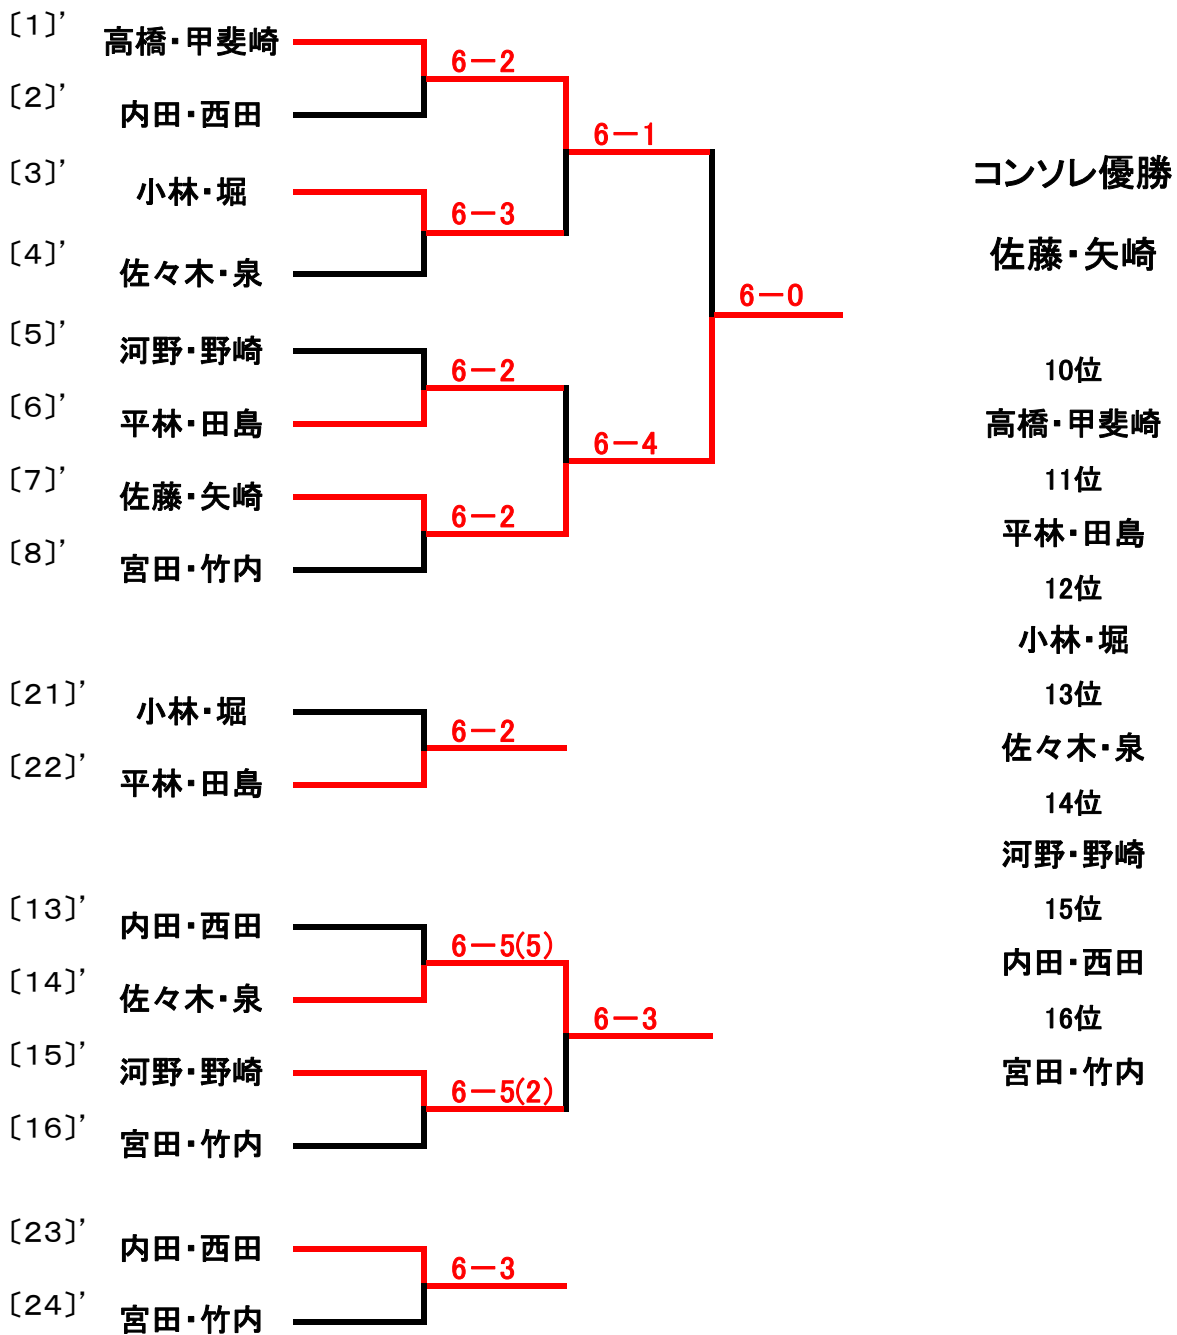 〔1〕’ 高橋・甲斐崎
6－2
〔2〕’ 内田・西田
6－1
〔3〕’ 小林・堀
6－3
〔4〕’ 佐々木・泉
6－0
〔5〕’ 河野・野崎
6－2
〔6〕’ 平林・田島
6－4
〔7〕’ 佐藤・矢崎
6－2
〔8〕’ 宮田・竹内
〔21〕’ 小林・堀
6－2
〔22〕’ 平林・田島
〔13〕’ 内田・西田
6－5(5)
〔14〕’ 佐々木・泉
6－3
〔15〕’ 河野・野崎
6－5(2)
〔16〕’ 宮田・竹内
〔23〕’ 内田・西田
6－3
〔24〕’ 宮田・竹内
コンソレ優勝
佐藤・矢崎
10位
高橋・甲斐崎
11位
平林・田島
12位
小林・堀
13位
佐々木・泉
14位
河野・野崎
15位
内田・西田
16位
宮田・竹内